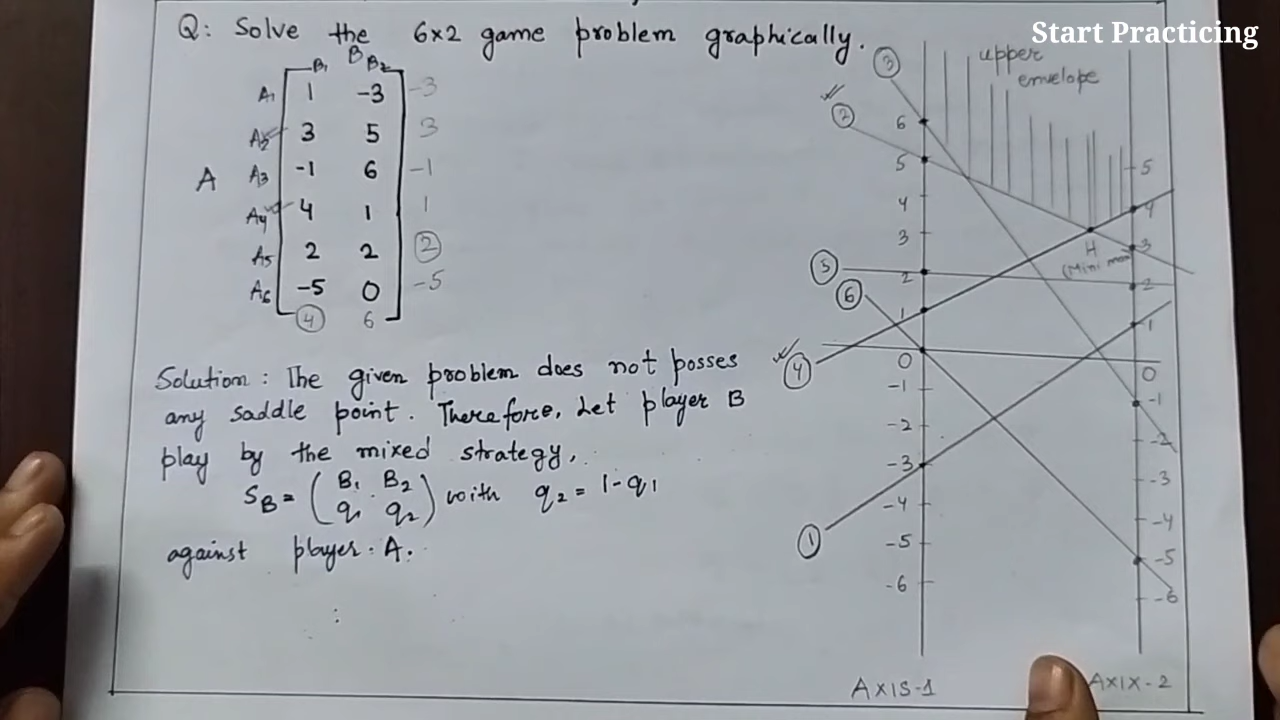 Start Practicing
Q: Solve the 6x2 game problem graphically.
B
B1 B2
A1 1 -3 -3
A2 3 5 3
A A3 -1 6 -1
A4 4 1 1
A5 2 2 2
A6 -5 0 -5
4 6
Solution: The given problem does not posses
any saddle point. Therefore, Let player B
play by the mixed strategy,
SB = ( B1 B2
q1 q2 ) with q2 = 1-q1
against player A.
upper
envelope
3
2
5
6
4
1
6
5
4
3
2
1
0
-1
-2
-3
-4
-5
-6
5
4
3
2
1
0
-1
-2
-3
-4
-5
-6
H
(Mini max
AXIS-1
AXIX-2